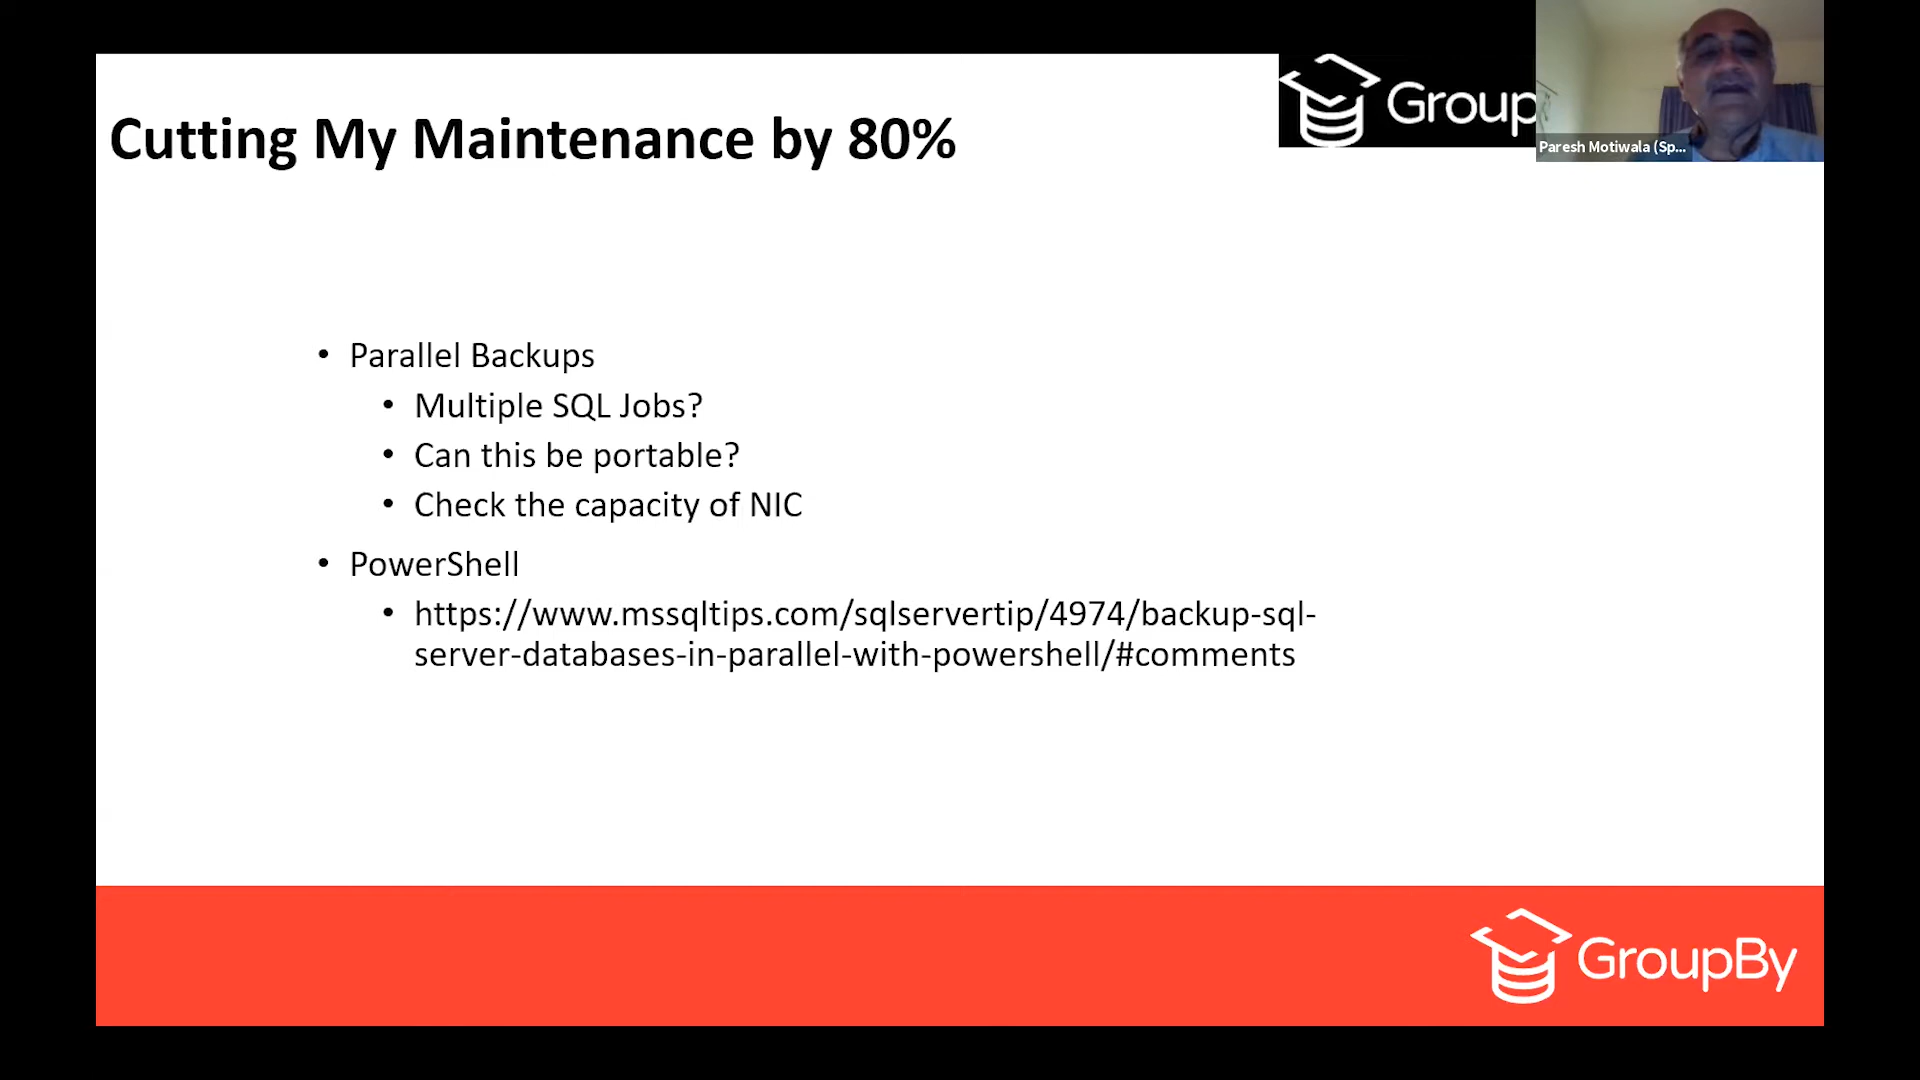 Cutting My Maintenance by 80%
Group
Paresh Motiwala (Sp...
• Parallel Backups
• Multiple SQL Jobs?
• Can this be portable?
• Check the capacity of NIC
• PowerShell
• https://www.mssqltips.com/sqlservertip/4974/backup-sql-
server-databases-in-parallel-with-powershell/#comments
GroupBy